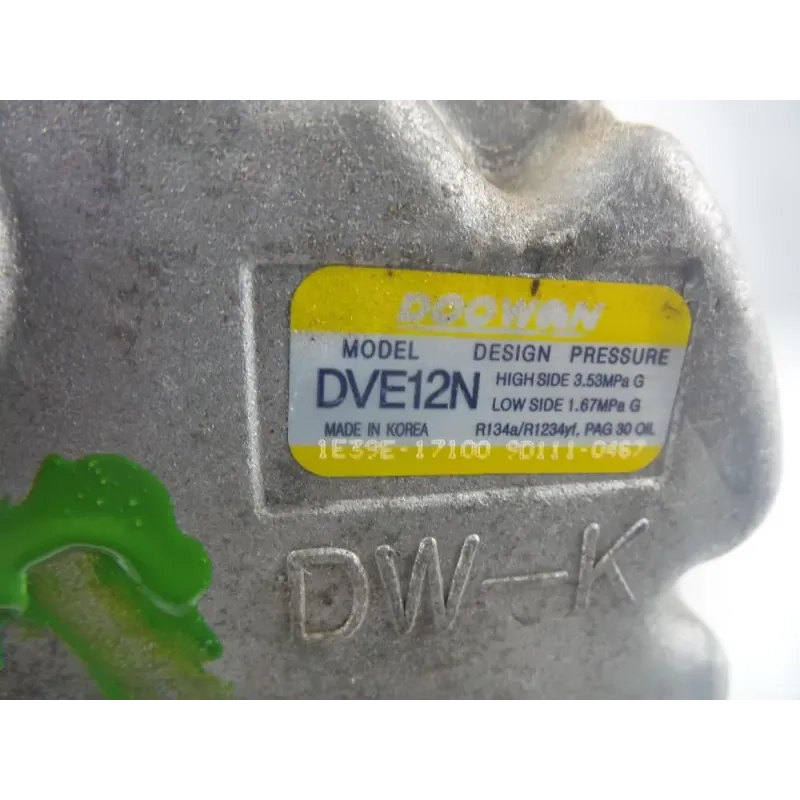 DOOWAN
MODEL DESIGN PRESSURE
DVE12N HIGH SIDE 3.53MPa G
LOW SIDE 1.67MPa G
MADE IN KOREA R134a/R1234yf, PAG 30 OIL
1E39E-17100 9D111-0467
DW-K